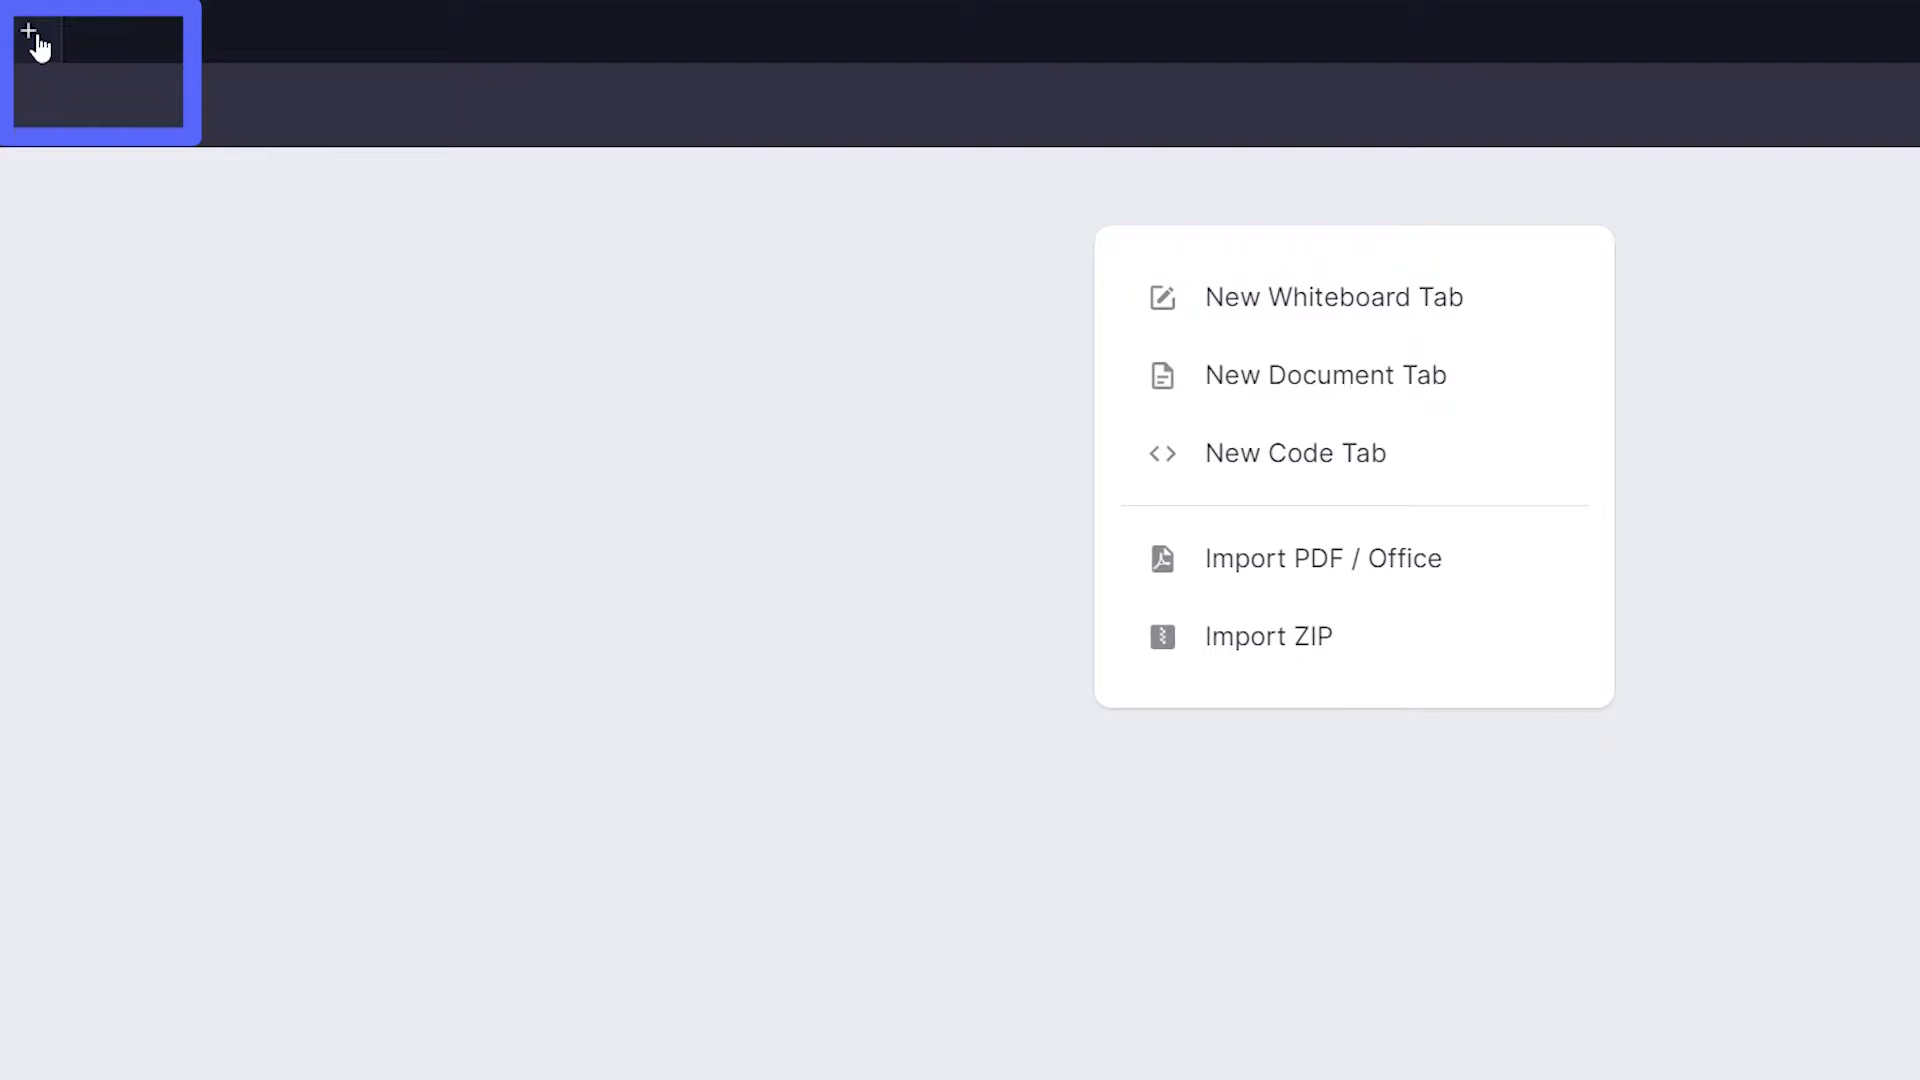 New Whiteboard Tab
New Document Tab
New Code Tab
Import PDF / Office
Import ZIP